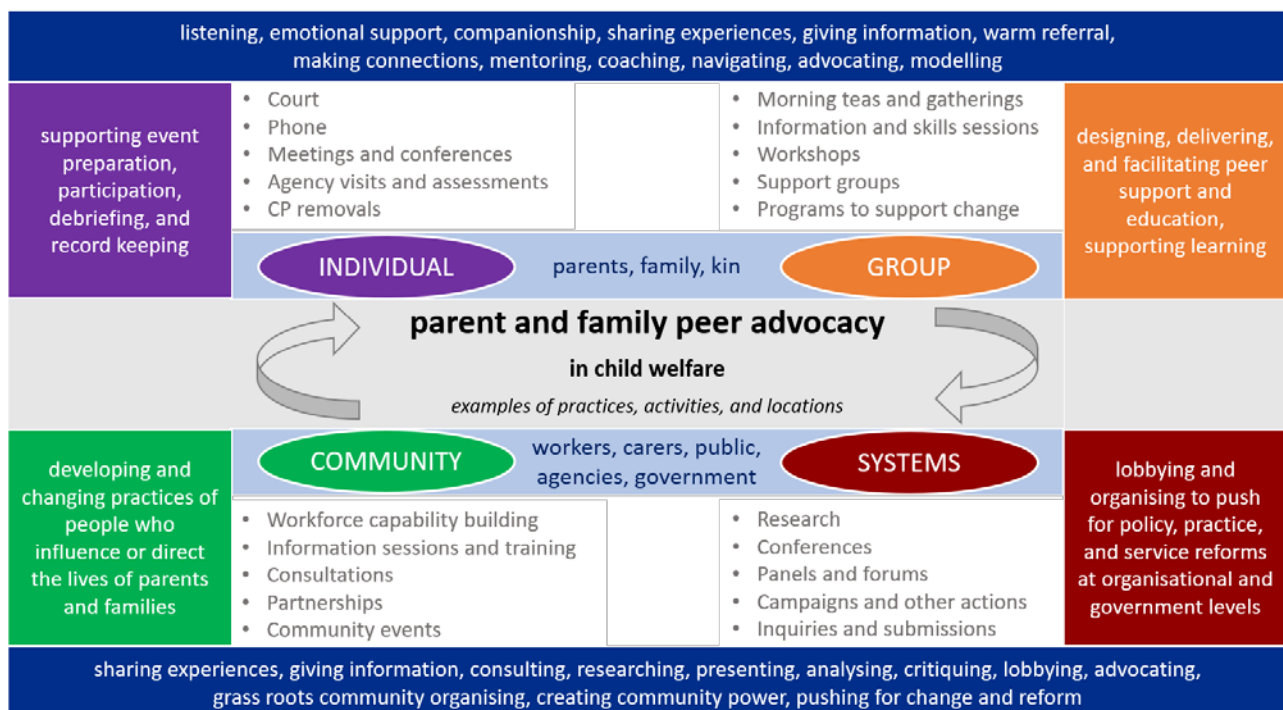 listening, emotional support, companionship, sharing experiences, giving information, warm referral,
making connections, mentoring, coaching, navigating, advocating, modelling
supporting event
preparation,
participation,
debriefing, and
record keeping
• Court
• Phone
• Meetings and conferences
• Agency visits and assessments
• CP removals
• Morning teas and gatherings
• Information and skills sessions
• Workshops
• Support groups
• Programs to support change
designing, delivering,
and facilitating peer
support and
education,
supporting learning
INDIVIDUAL
parents, family, kin
GROUP
parent and family peer advocacy
in child welfare
examples of practices, activities, and locations
COMMUNITY
workers, carers, public,
agencies, government
SYSTEMS
developing and
changing practices of
people who
influence or direct
the lives of parents
and families
• Workforce capability building
• Information sessions and training
• Consultations
• Partnerships
• Community events
• Research
• Conferences
• Panels and forums
• Campaigns and other actions
• Inquiries and submissions
lobbying and
organising to push
for policy, practice,
and service reforms
at organisational and
government levels
sharing experiences, giving information, consulting, researching, presenting, analysing, critiquing, lobbying, advocating,
grass roots community organising, creating community power, pushing for change and reform